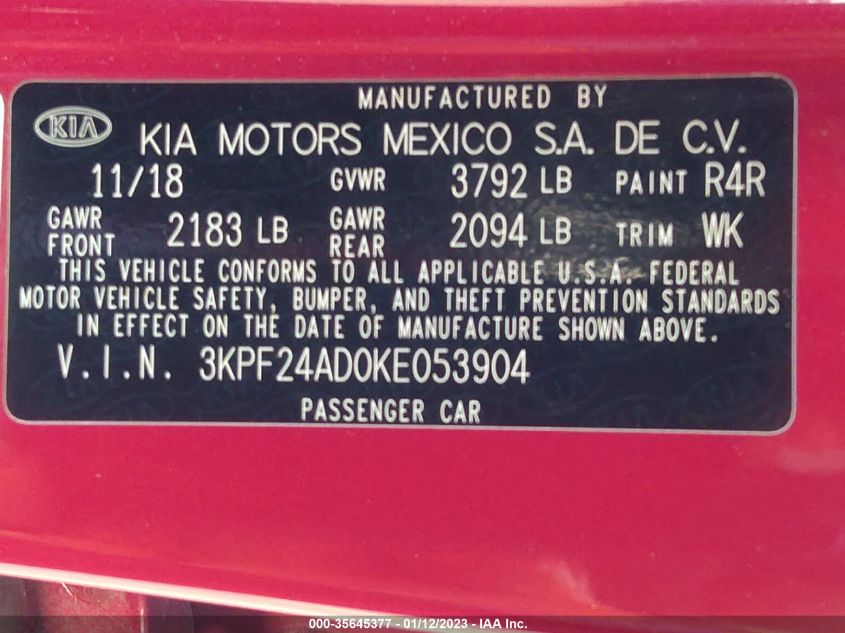 MANUFACTURED BY
KIA KIA MOTORS MEXICO S.A. DE C.V.
11/18 GVWR 3792 LB PAINT R4R
GAWR FRONT 2183 LB GAWR REAR 2094 LB TRIM WK
THIS VEHICLE CONFORMS TO ALL APPLICABLE U.S.A. FEDERAL
MOTOR VEHICLE SAFETY, BUMPER, AND THEFT PREVENTION STANDARDS
IN EFFECT ON THE DATE OF MANUFACTURE SHOWN ABOVE.
V.I.N. 3KPF24AD0KE053904
PASSENGER CAR
000-35645377 - 01/12/2023 - IAA Inc.